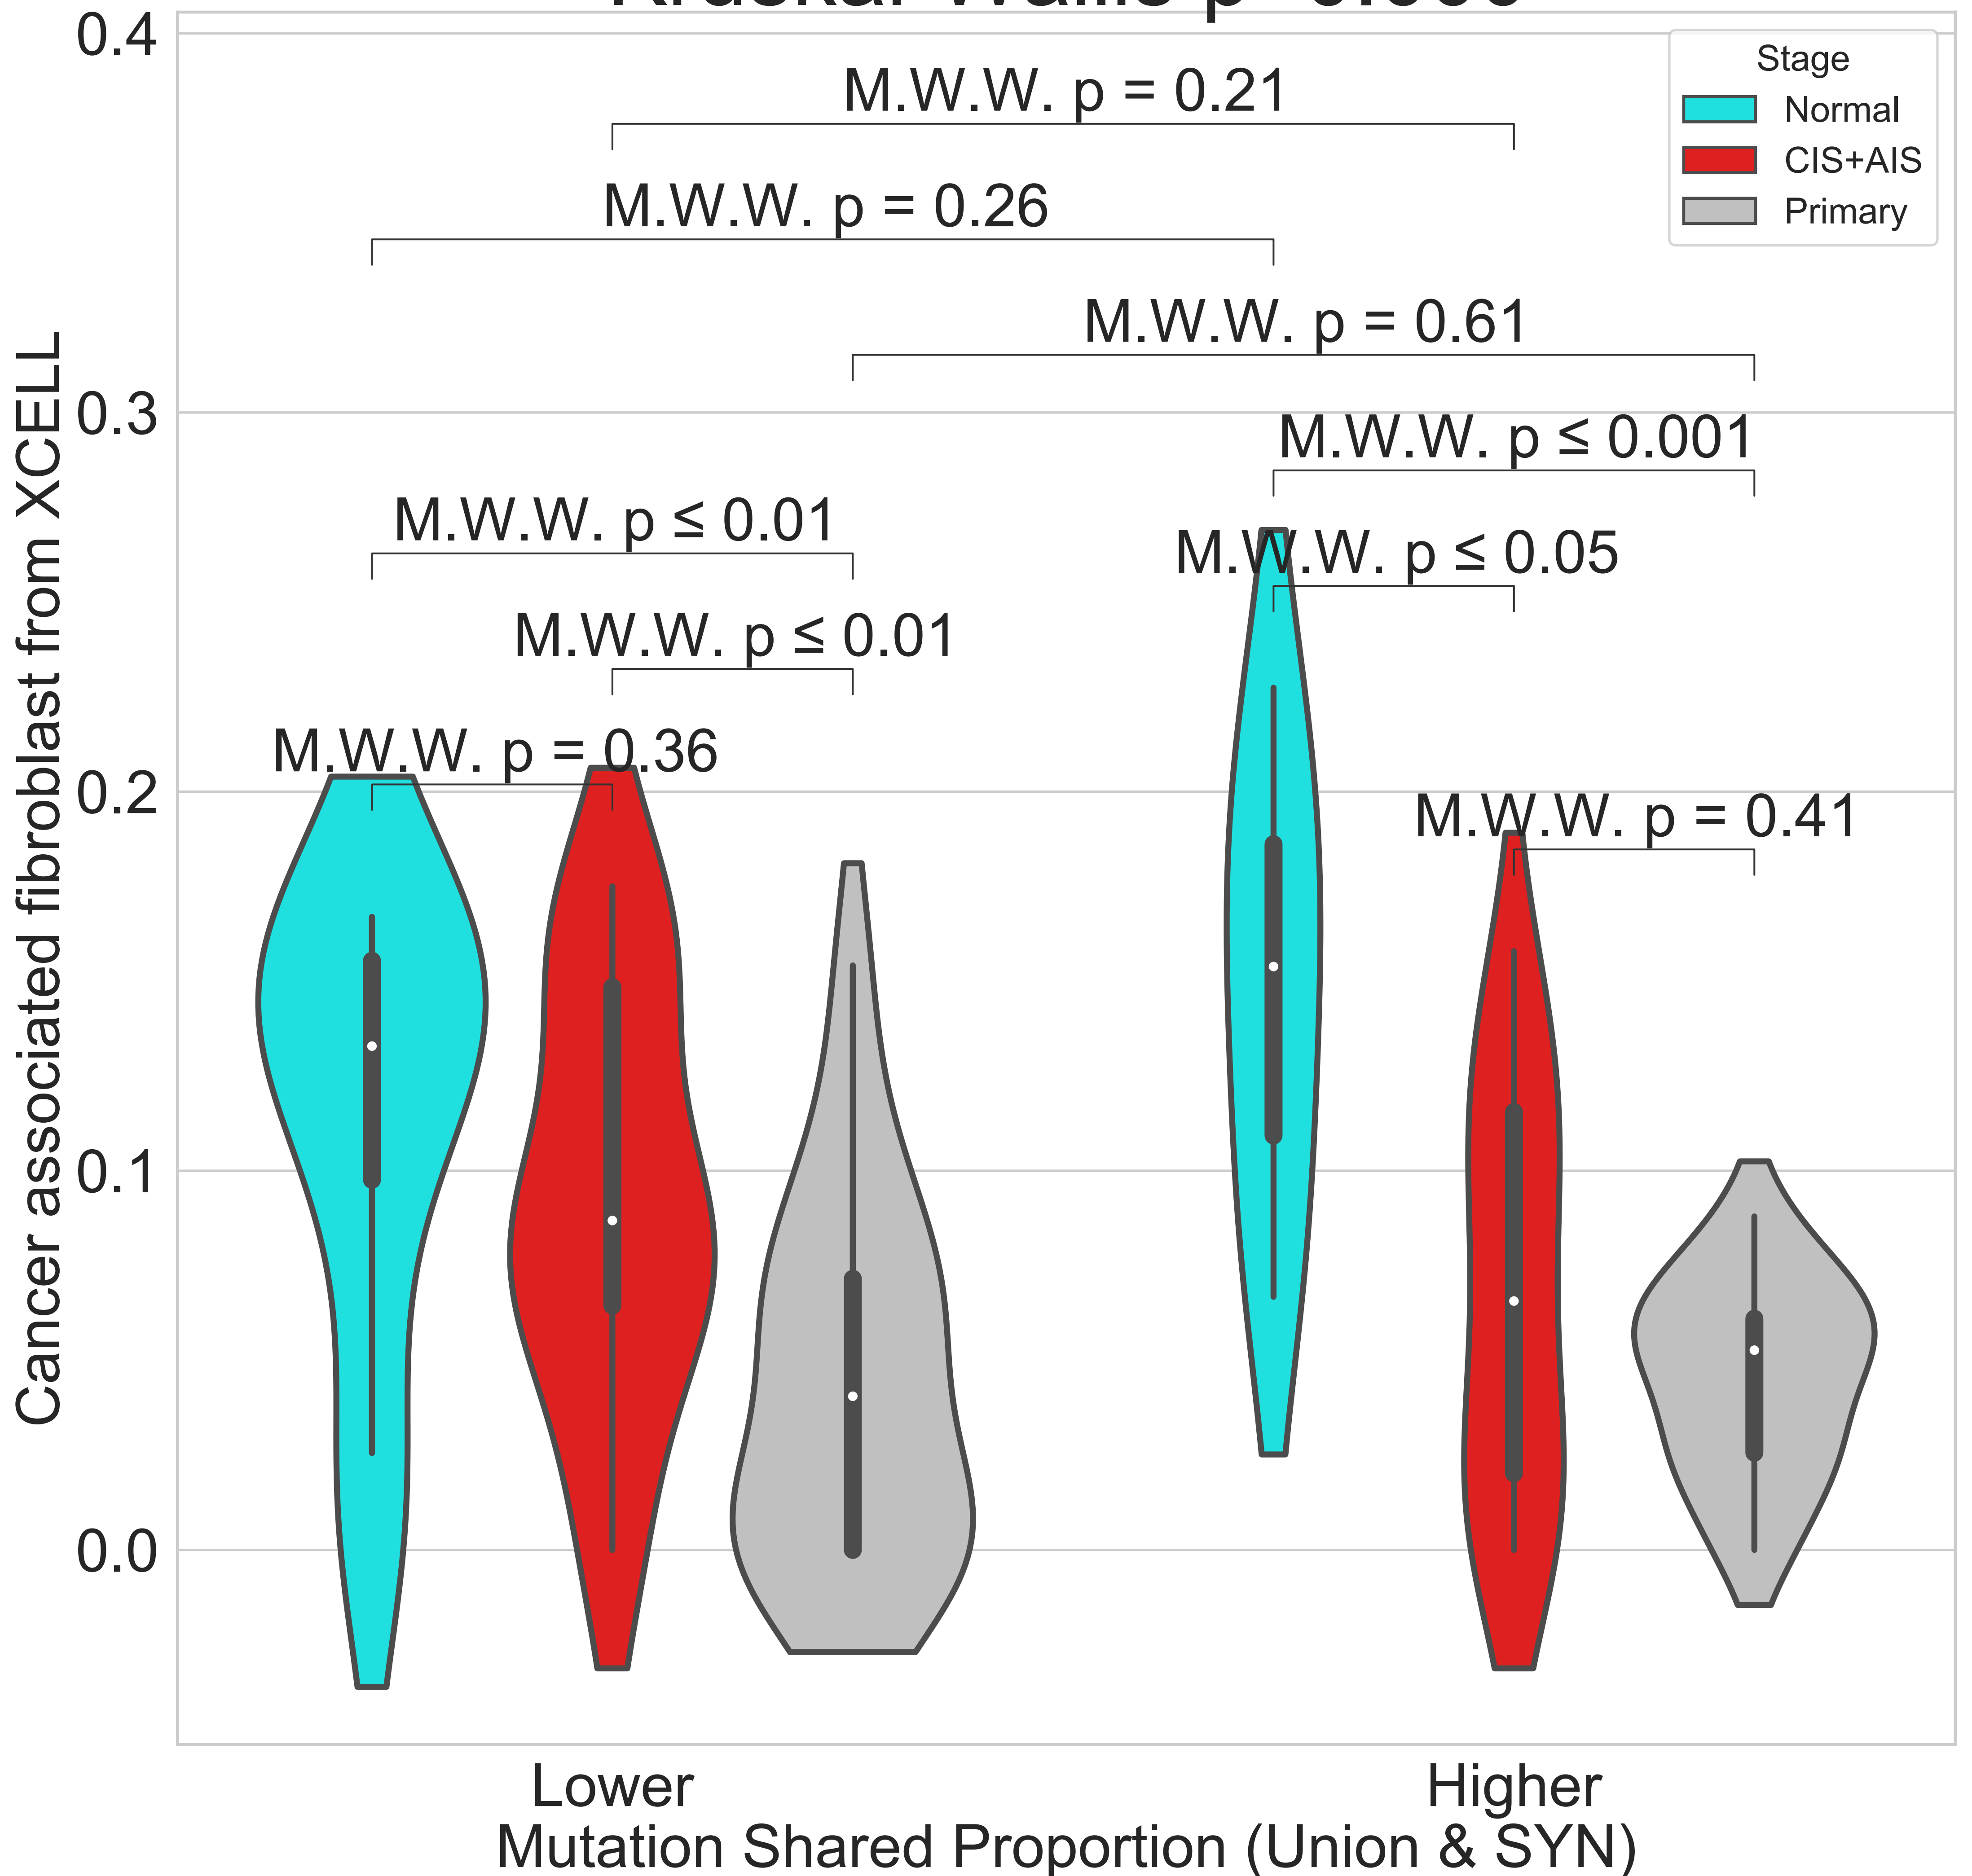 0.4
0.3
0.2
0.1
0.0
Cancer associated fibroblast from XCELL
M.W.W. p = 0.21
M.W.W. p = 0.26
M.W.W. p = 0.61
M.W.W. p ≤ 0.001
M.W.W. p ≤ 0.01
M.W.W. p ≤ 0.05
M.W.W. p ≤ 0.01
M.W.W. p = 0.36
M.W.W. p = 0.41
Stage
Normal
CIS+AIS
Primary
Lower
Higher
Mutation Shared Proportion (Union & SYN)